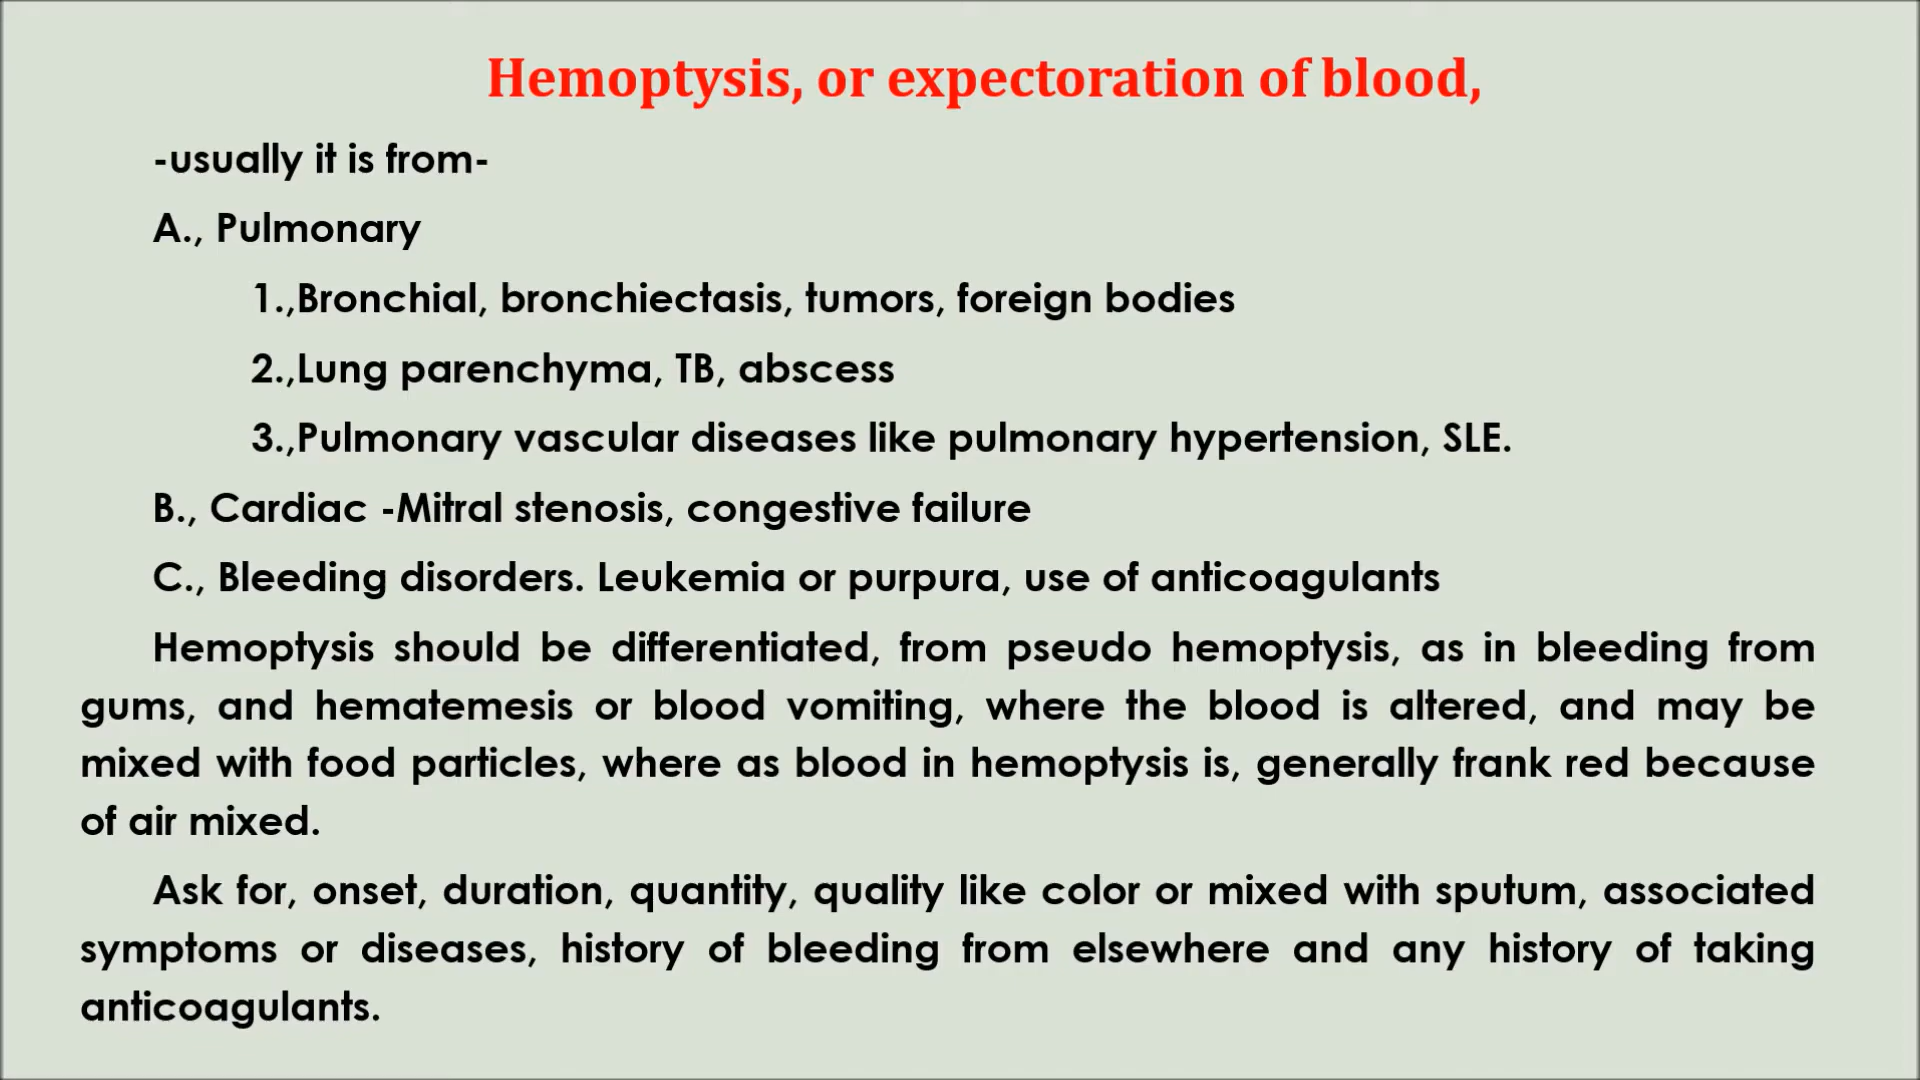 Hemoptysis, or expectoration of blood,
-usually it is from-
A., Pulmonary
1.,Bronchial, bronchiectasis, tumors, foreign bodies
2.,Lung parenchyma, TB, abscess
3.,Pulmonary vascular diseases like pulmonary hypertension, SLE.
B., Cardiac -Mitral stenosis, congestive failure
C., Bleeding disorders. Leukemia or purpura, use of anticoagulants
Hemoptysis should be differentiated, from pseudo hemoptysis, as in bleeding from
gums, and hematemesis or blood vomiting, where the blood is altered, and may be
mixed with food particles, where as blood in hemoptysis is, generally frank red because
of air mixed.
Ask for, onset, duration, quantity, quality like color or mixed with sputum, associated
symptoms or diseases, history of bleeding from elsewhere and any history of taking
anticoagulants.